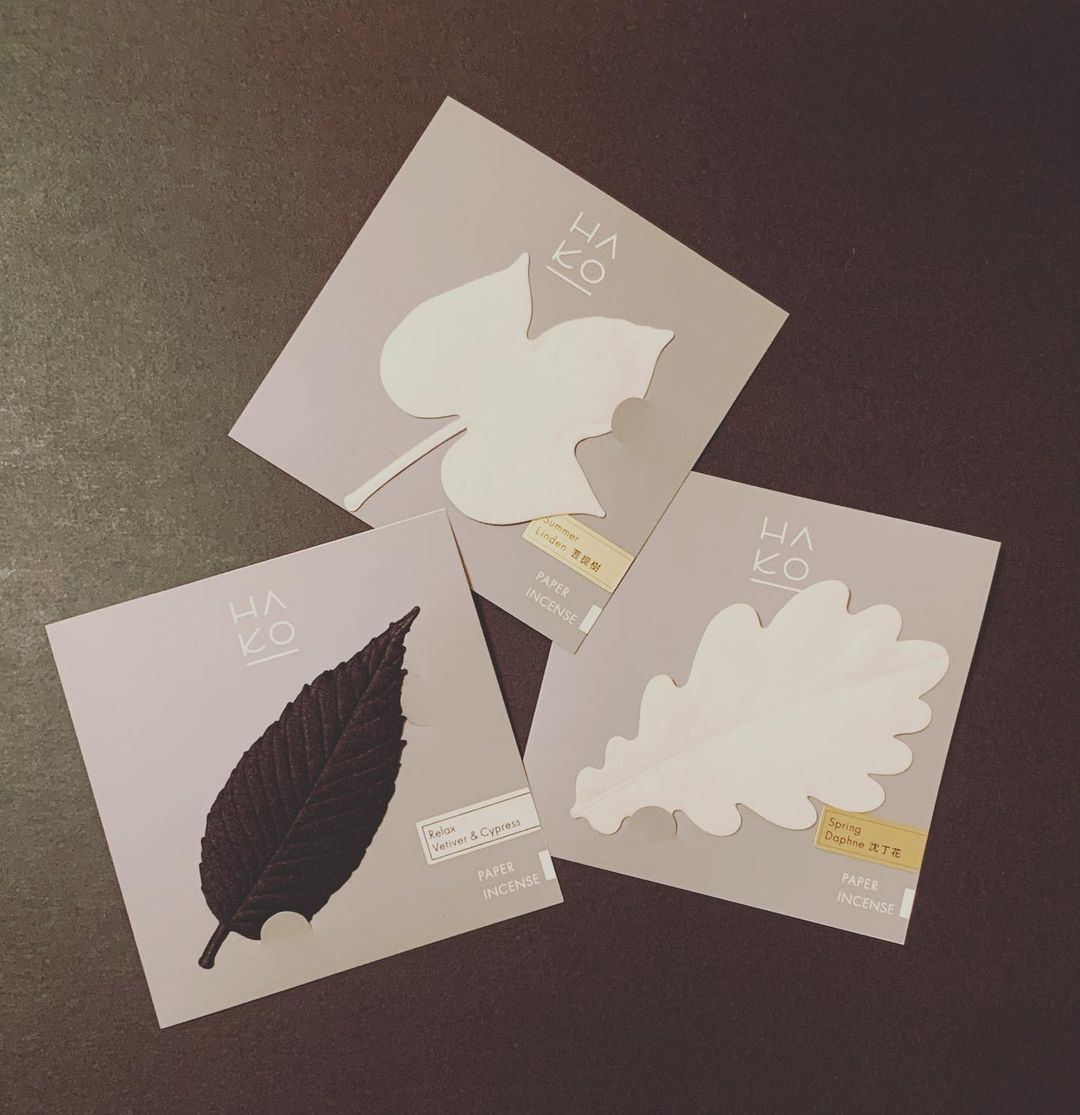 HA
KO
Summer
Linden 菩提樹
PAPER
INCENSE
HA
KO
Relax
Vetiver & Cypress
PAPER
INCENSE
HA
KO
Spring
Daphne 沈丁花
PAPER
INCENSE